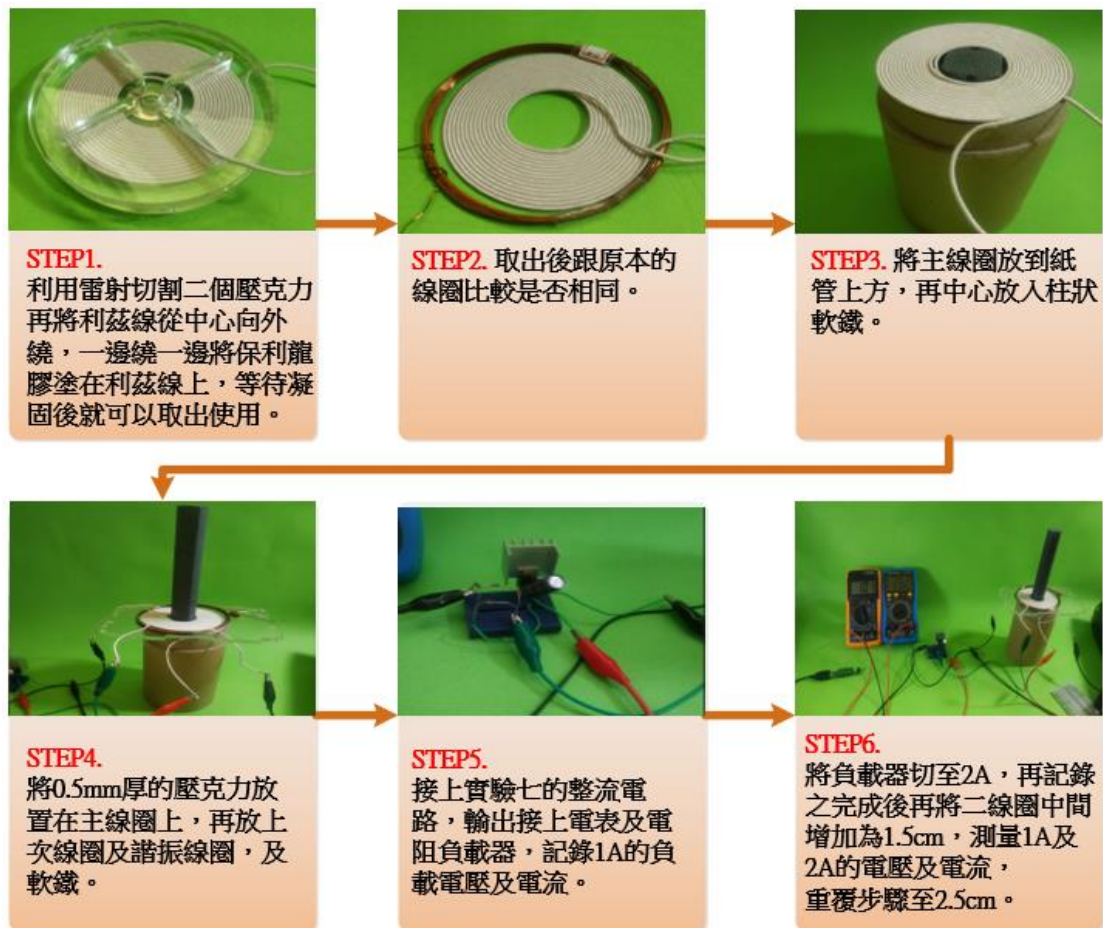 STEP1.
利用雷射切割二個壓克力
再將利茲線從中心向外
繞，一邊繞一邊將保利龍
膠塗在利茲線上，等待凝
固後就可以取出使用。
STEP2. 取出後跟原本的
線圈比較是否相同。
STEP3. 將主線圈放到紙
管上方，再中心放入柱狀
軟鐵。
STEP4.
將0.5mm厚的壓克力放
置在主線圈上，再放上
次線圈及諧振線圈，及
軟鐵。
STEP5.
接上實驗七的整流電
路，輸出接上電表及電
阻負載器，記錄1A的負
載電壓及電流。
STEP6.
將負載器切至2A，再記錄
之完成後再將二線圈中間
增加為1.5cm，測量1A及
2A的電壓及電流，
重覆步驟至2.5cm。